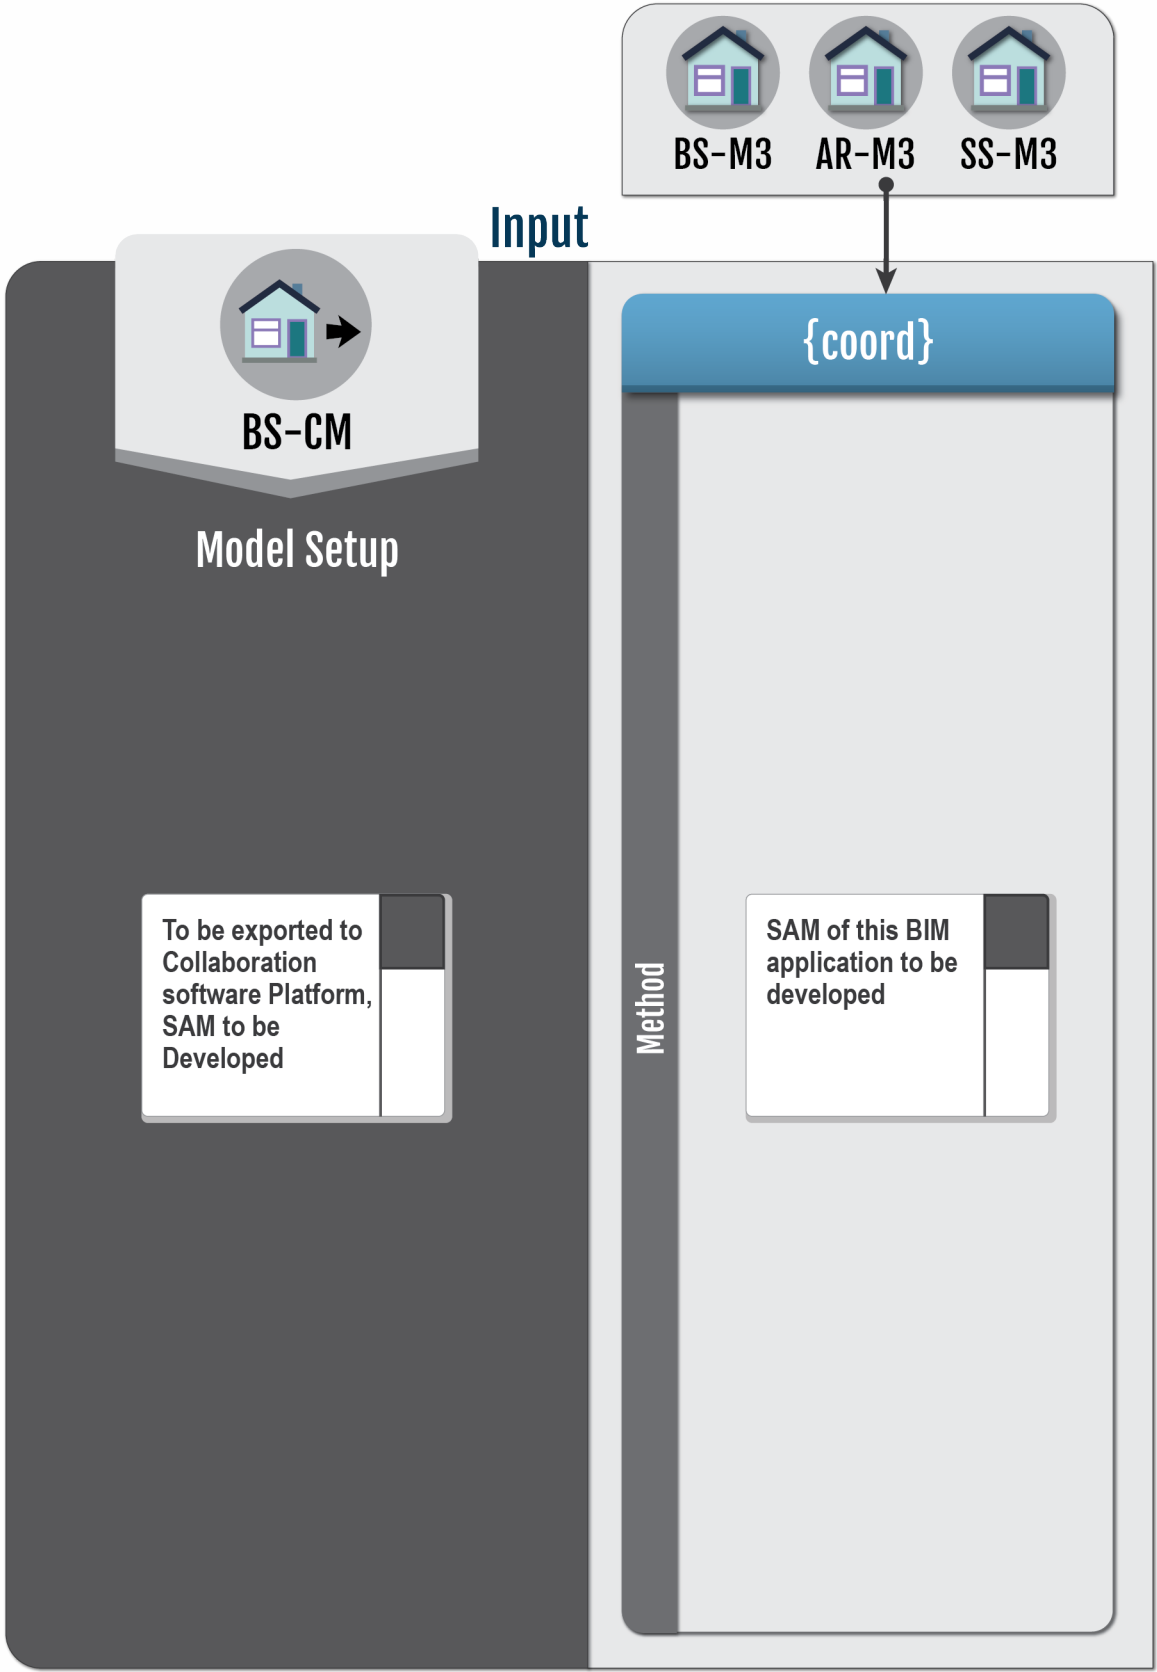 BS-M3 AR-M3 SS-M3
Input
{coord}
BS-CM
Model Setup
To be exported to
Collaboration
software Platform,
SAM to be
Developed
Method
SAM of this BIM
application to be
developed